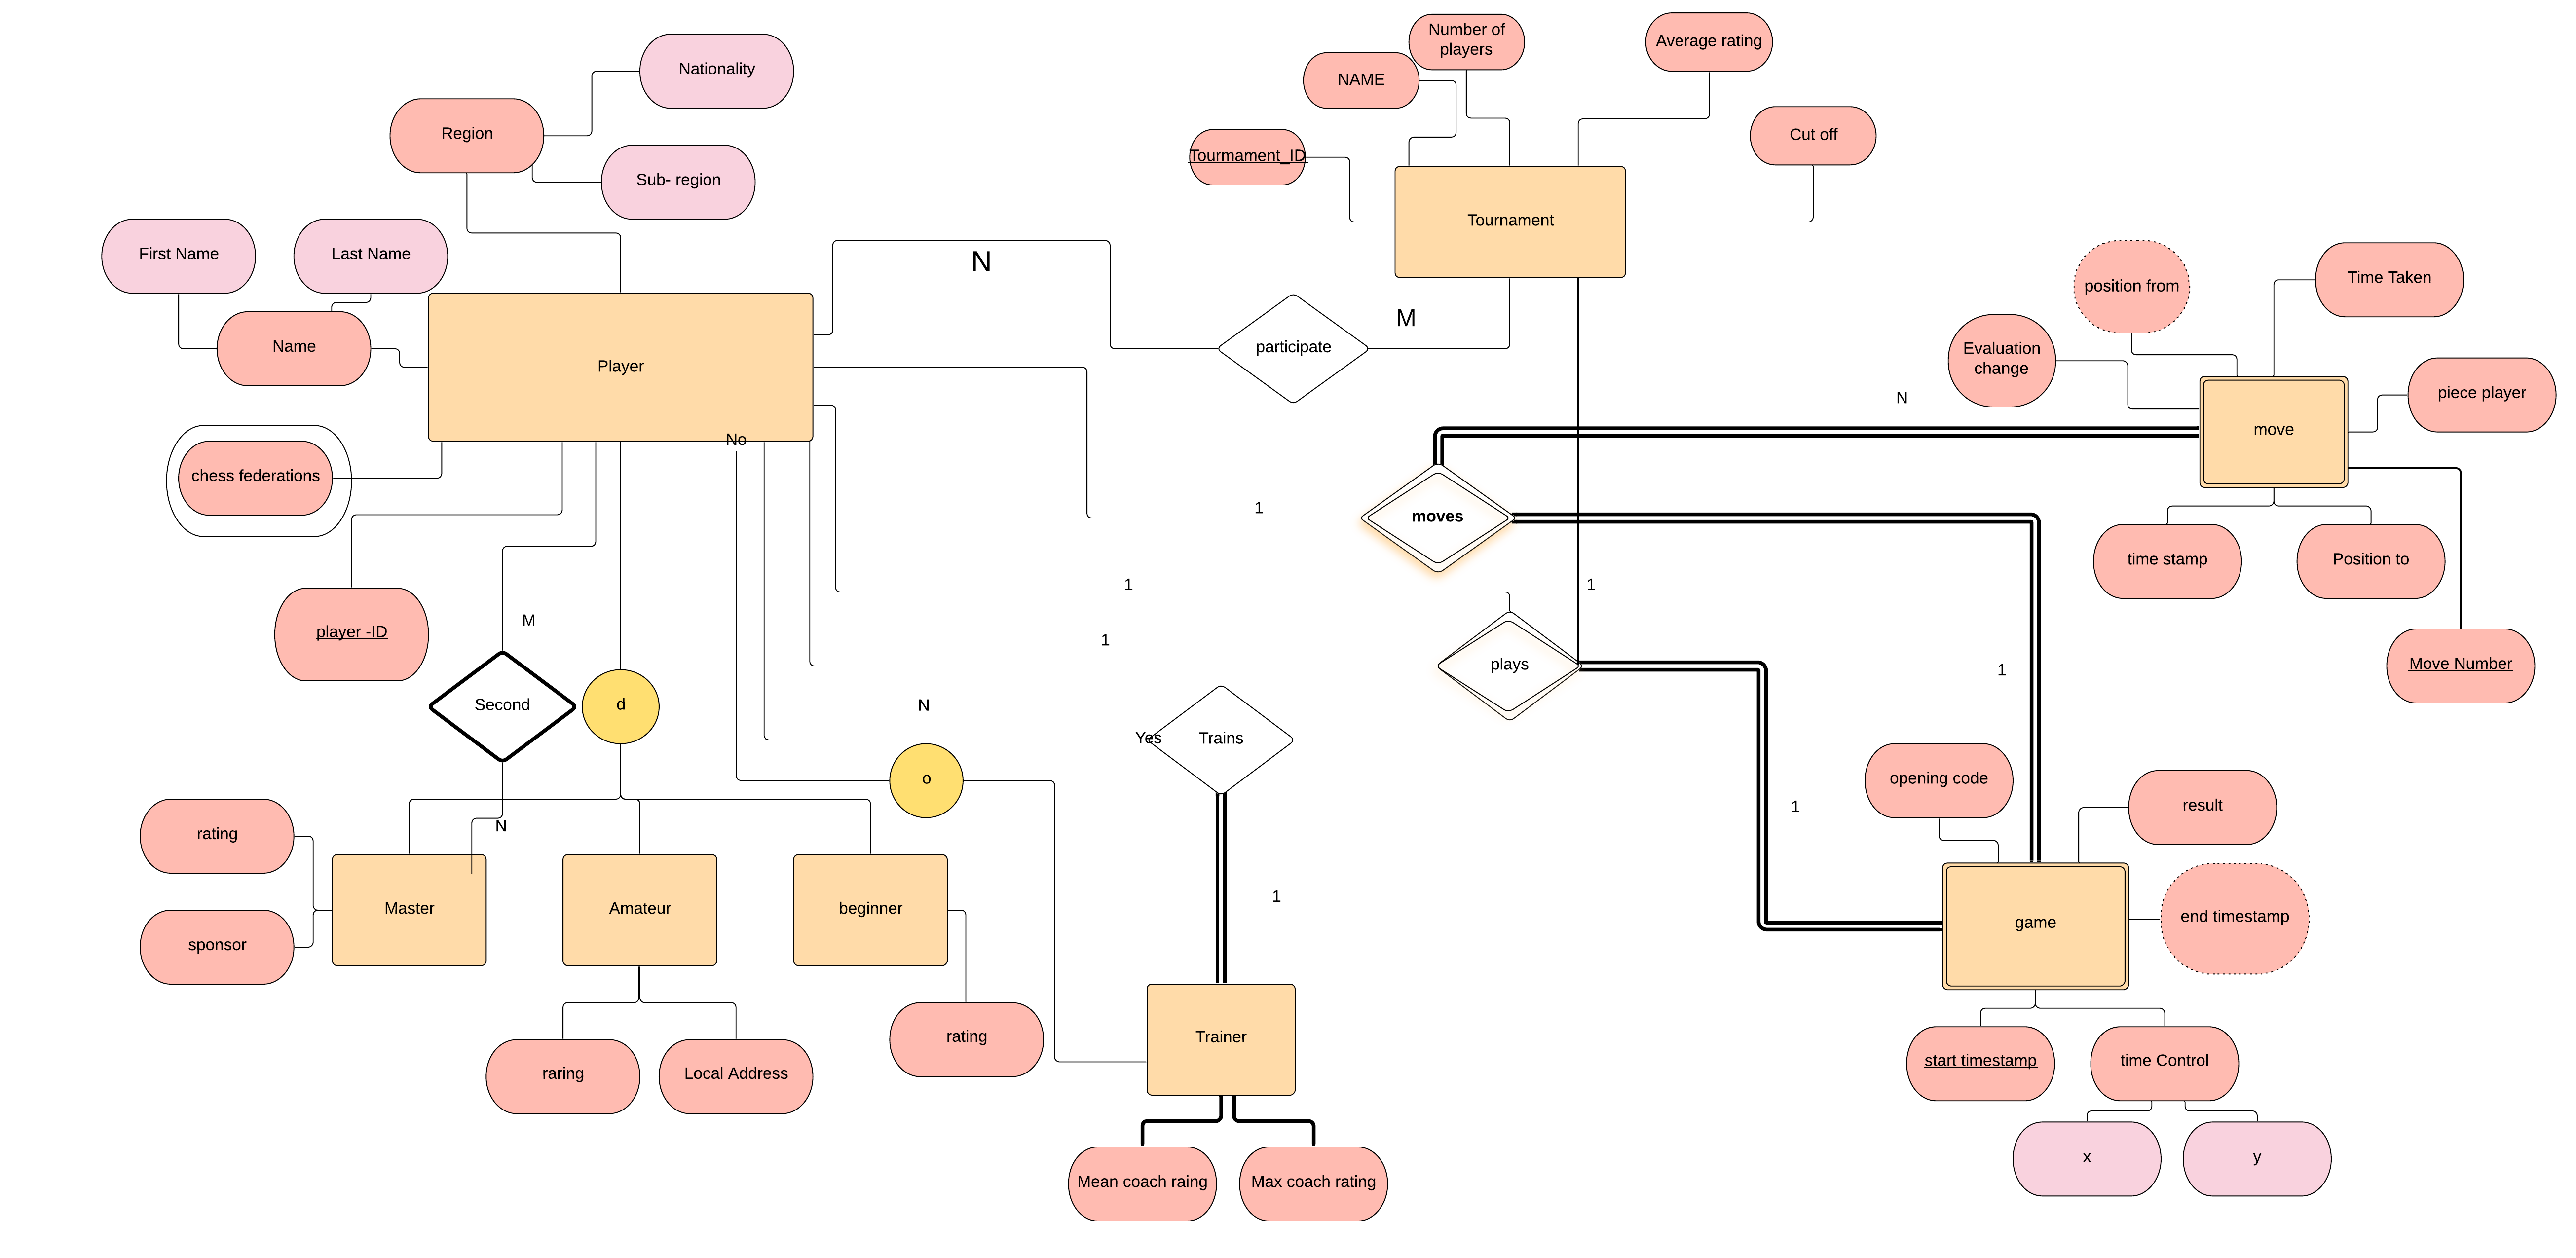 Number of
players
Average rating
NAME
Nationality
Region
Cut off
Tourmament_ID
Sub- region
Tournament
First Name
Last Name
N
Time Taken
position from
M
Name
participate
Evaluation
change
Player
piece player
N
move
No
chess federations
1
moves
time stamp
Position to
1
1
M
player -ID
1
plays
1
Move Number
Second
d
N
Yes
Trains
o
opening code
result
1
N
rating
1
Master
Amateur
beginner
end timestamp
game
sponsor
rating
Trainer
start timestamp
time Control
raring
Local Address
x
y
Mean coach raing
Max coach rating